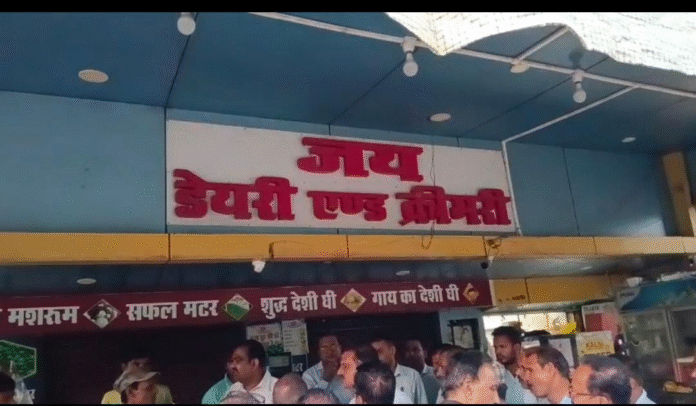 जय
डेयरी एण्ड क्रीमरी
मशरूम सफल मटर शुद्ध देशी घी गाय का देशी घी